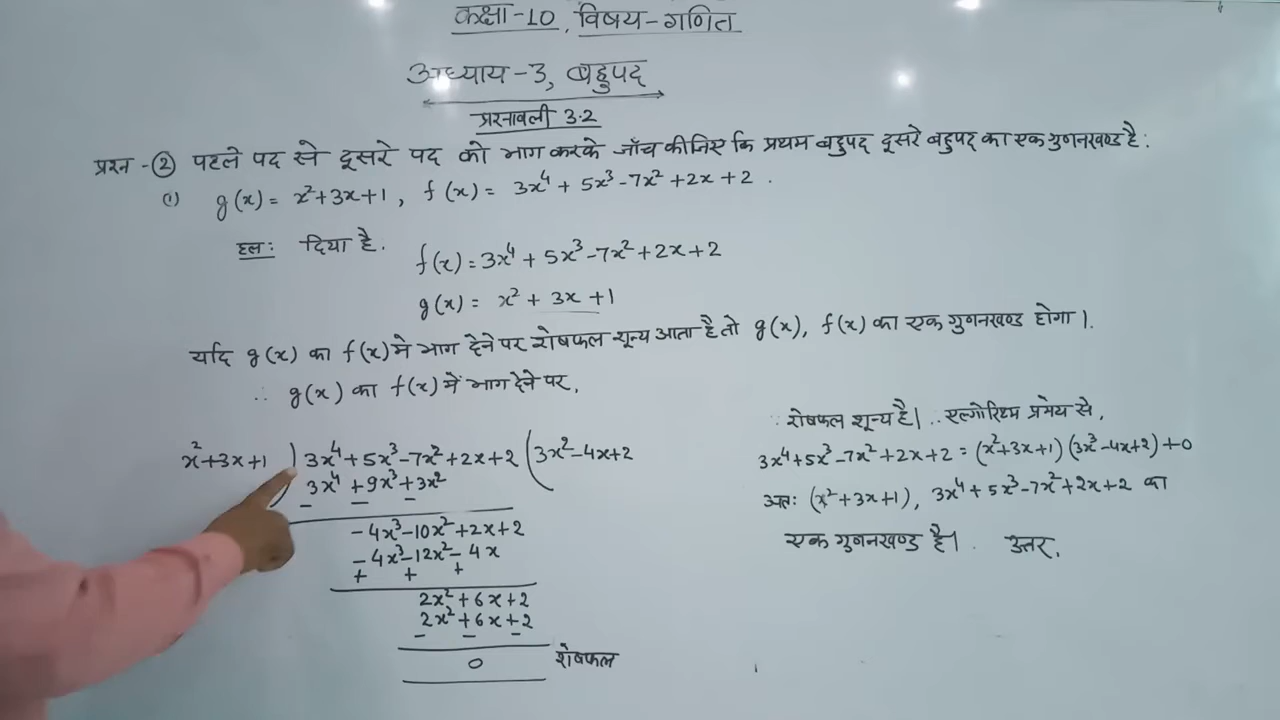 कक्षा-10, विषय-गणित
अध्याय-3, बहुपद
प्रश्नावली 3.2
प्रश्न-② पहले पद से दूसरे पद को भाग करके जाँच कीजिए कि प्रथम बहुपद दूसरे बहुपद का एक गुणनखण्ड है:
(i) g(x) = x²+3x+1, f(x) = 3x⁴+5x³-7x²+2x+2.
हलः दिया है.
f(x)=3x⁴+5x³-7x²+2x+2
g(x) = x²+3x+1
यदि g(x) का f(x) मे भाग देने पर शेषफल शून्य आता है तो g(x), f(x) का एक गुणनखण्ड होगा।.
∴ g(x) का f(x) में भाग देने पर,
x²+3x+1 ) 3x⁴+5x³-7x²+2x+2 ( 3x²-4x+2
3x⁴+9x³+3x²
- - -
-4x³-10x²+2x+2
-4x³-12x²-4x
+ + +
2x²+6x+2
2x²+6x+2
- - -
0 शेषफल
∵ शेषफल शून्य है। ∴ एल्गोरिथ्म प्रमेय से,
3x⁴+5x³-7x²+2x+2=(x²+3x+1)(3x³-4x+2)+0
अतः (x²+3x+1), 3x⁴+5x³-7x²+2x+2 का
एक गुणनखण्ड है। उत्तर.